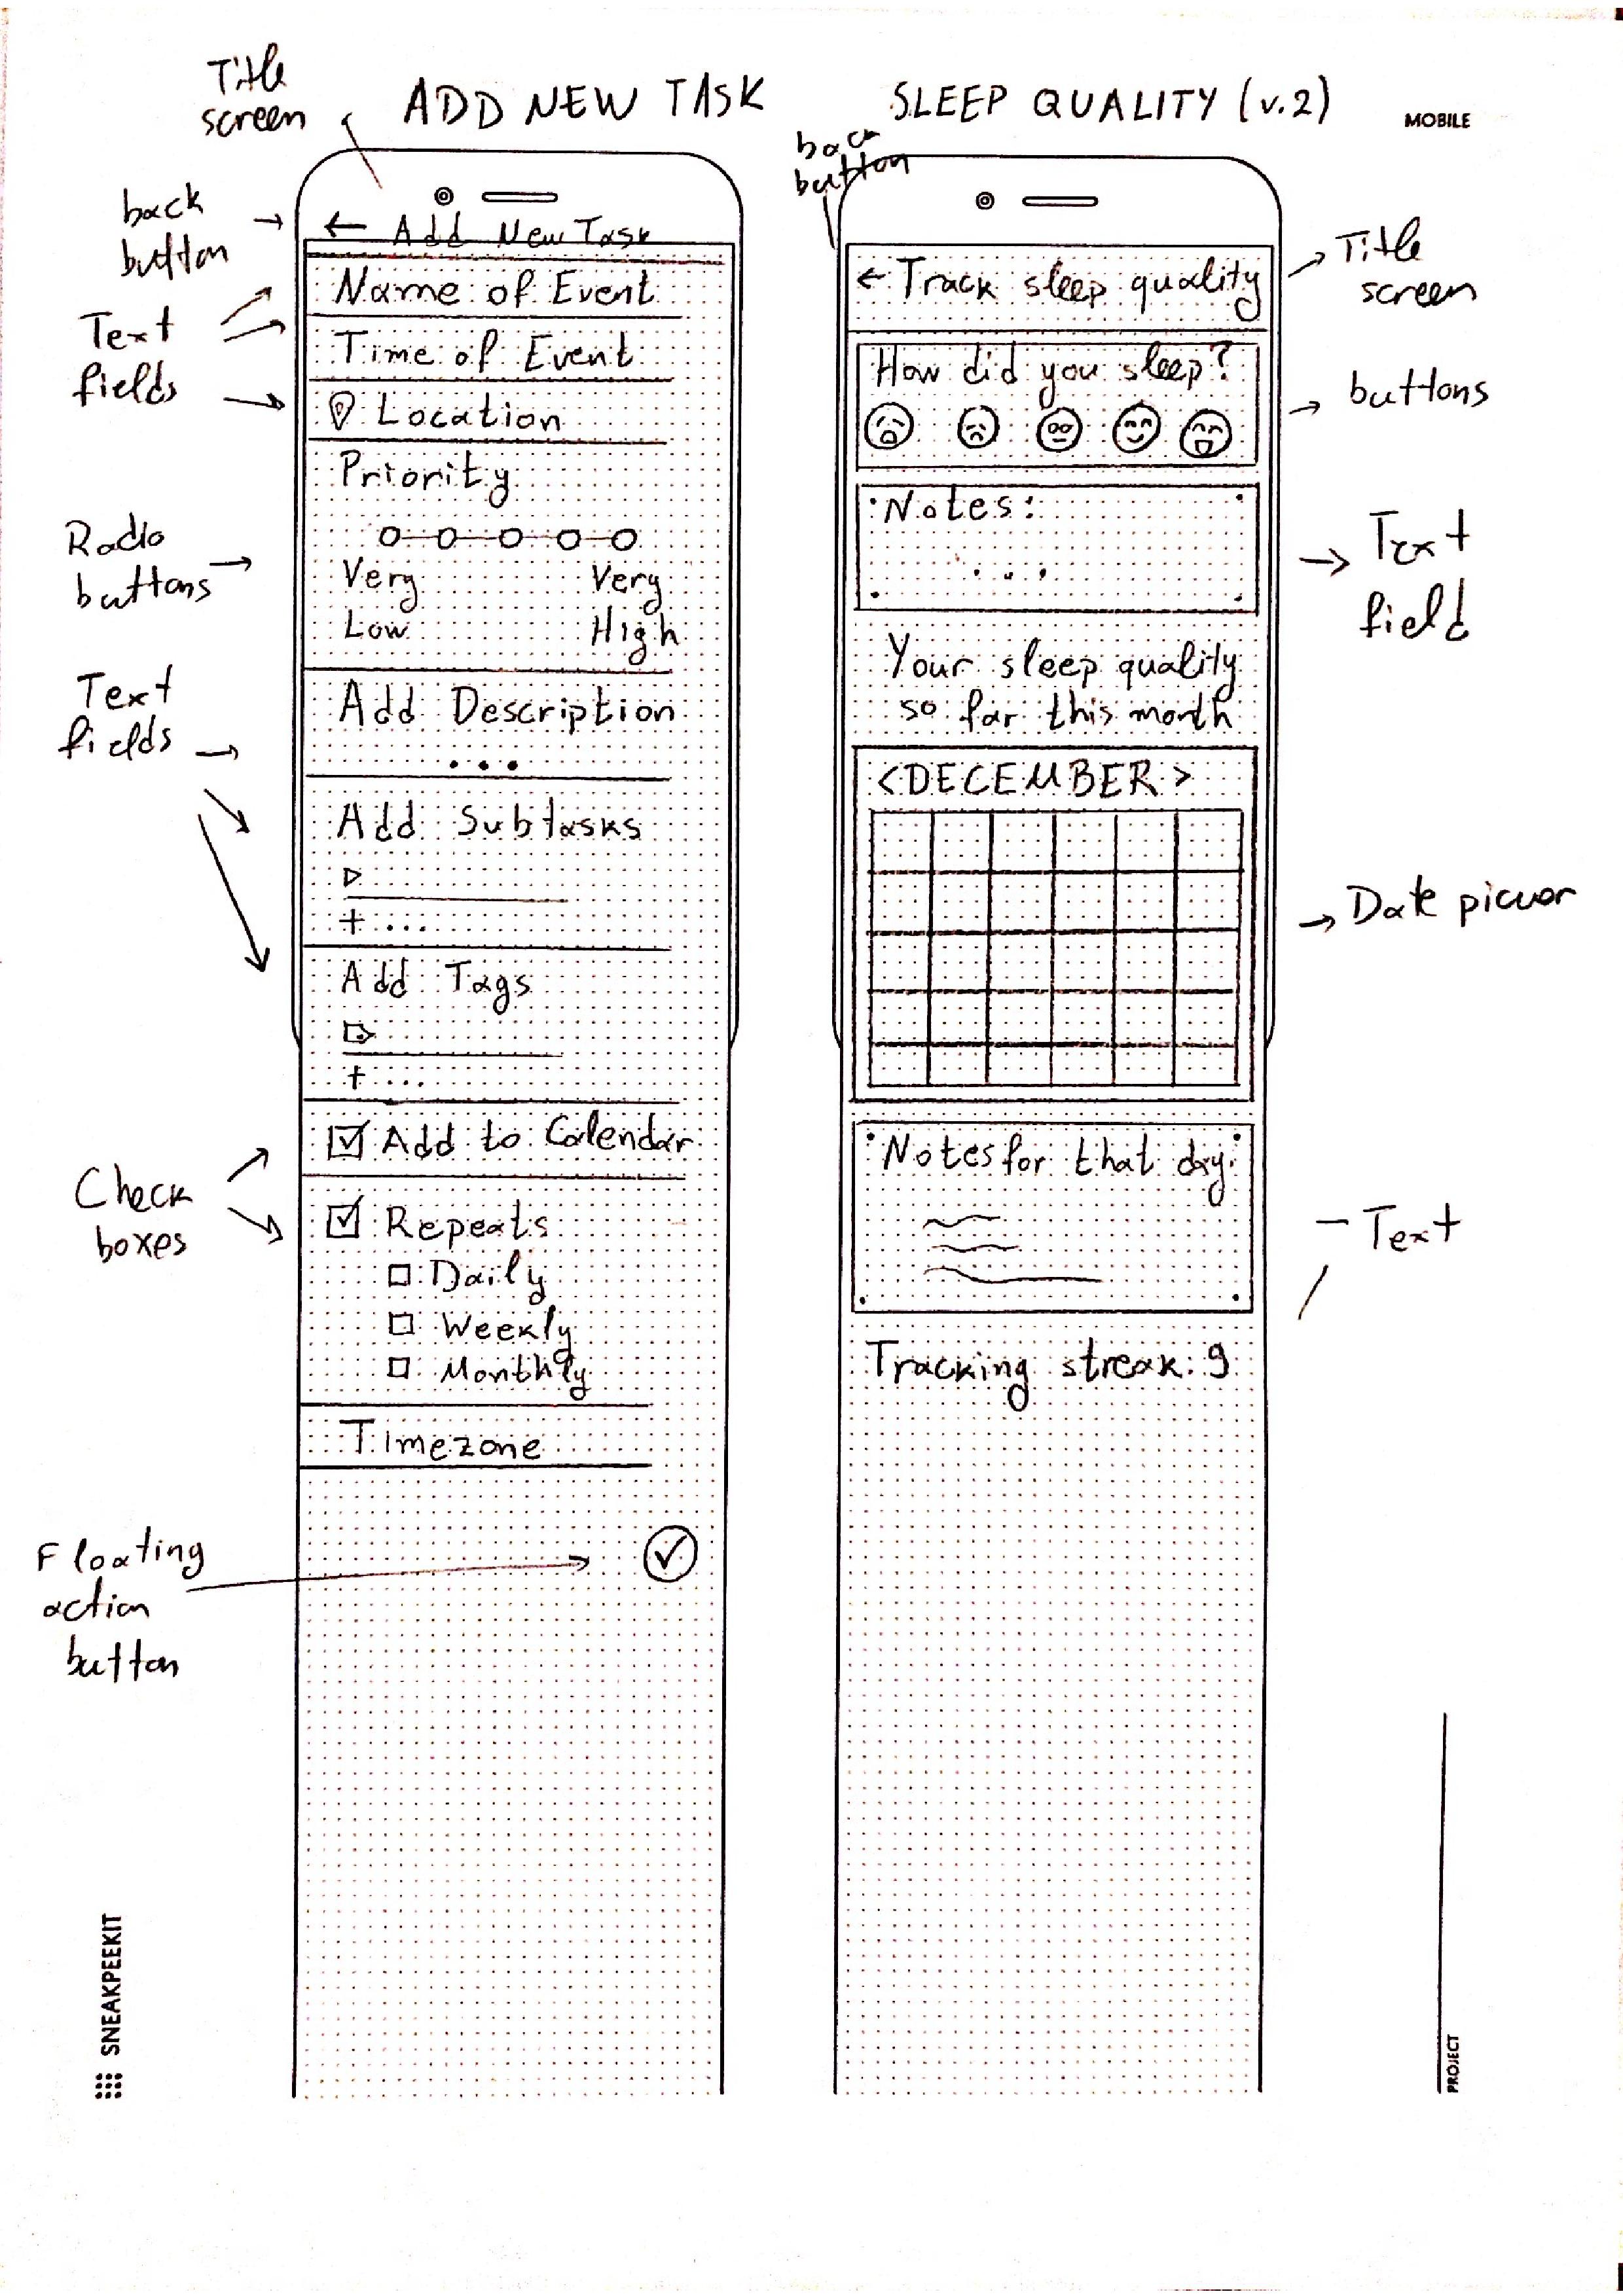 Title
screen
ADD NEW TASK
SLEEP QUALITY (v.2)
MOBILE
back
button
← Add New Task
Text
fields
Name of Event
Time of Event
Location
Priority
Radio
buttons
Very
Low
Very
High
Text
fields
Add Description
...
Add Subtasks
+ ...
Add Tags
+ ...
Check
boxes
Add to Calendar
Repeats
Daily
Weekly
Monthly
Timezone
Floating
action
button
back
button
← Track sleep quality
Title
screen
How did you sleep?
buttons
Notes:
...
Text
field
Your sleep quality
so far this month
<DECEMBER>
Date picker
Notes for that day:
Text
Tracking streak: 9
SNEAKPEEKIT
PROJECT